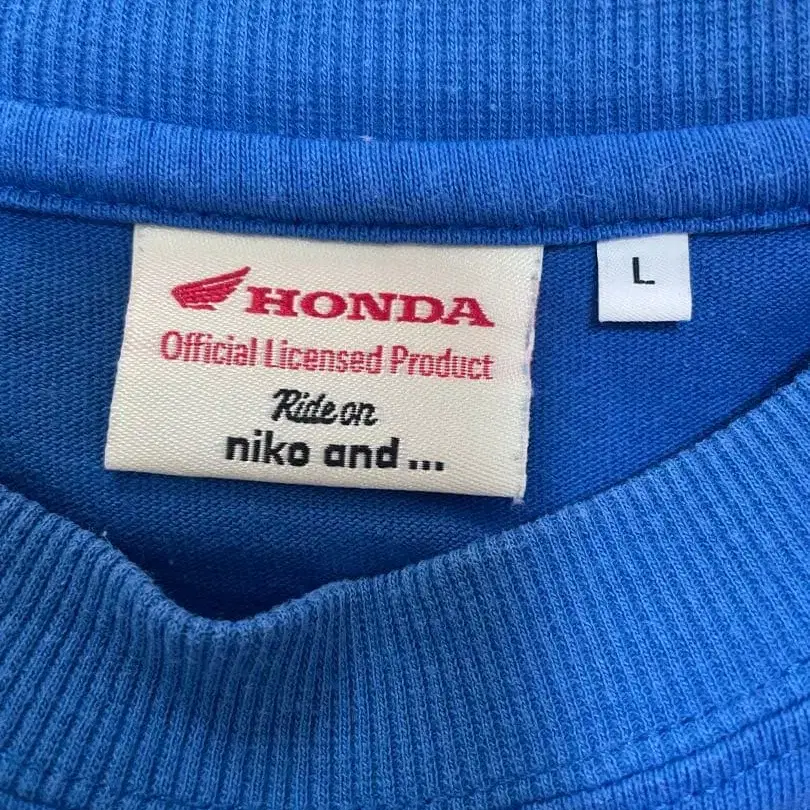 HONDA
Official Licensed Product
Ride on
niko and ...
L